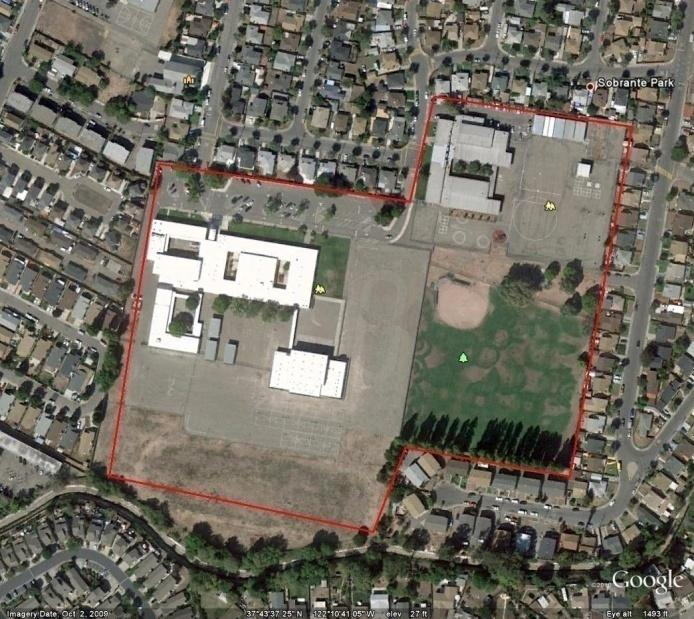 Sobrante Park
©2010 Google
Imagery Date: Oct 2, 2009 37°43'37.25" N 122°10'41.05" W elev 27 ft Eye alt 1493 ft